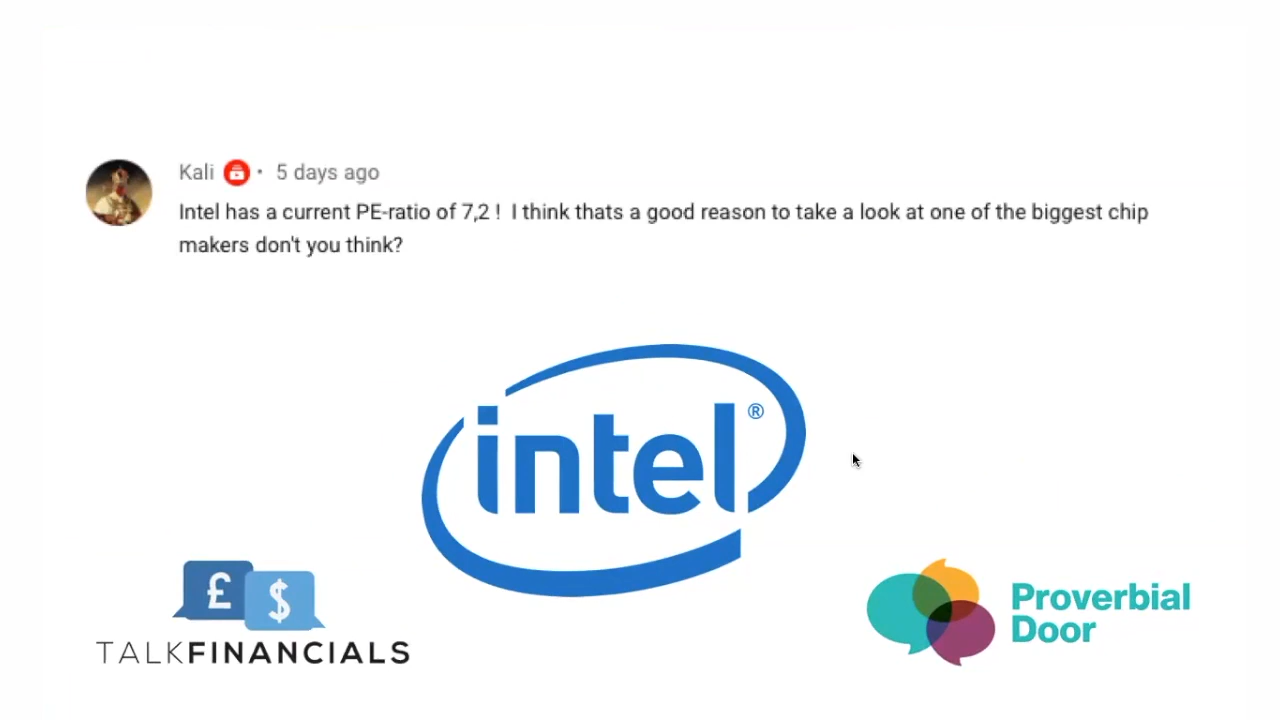 Kali • 5 days ago
Intel has a current PE-ratio of 7,2 !  I think thats a good reason to take a look at one of the biggest chip
makers don't you think?
intel®
£ $
TALKFINANCIALS
Proverbial
Door